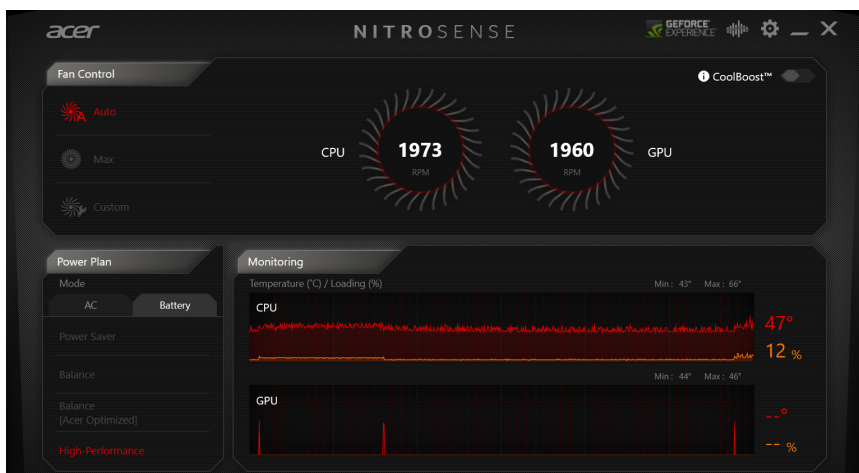 acer
NITROSENSE
GEFORCE
EXPERIENCE
Fan Control
CoolBoost™
Auto
Max
Custom
CPU
1973
RPM
1960
RPM
GPU
Power Plan
Mode
AC
Battery
Power Saver
Balance
Balance
[Acer Optimized]
High-Performance
Monitoring
Temperature (°C) / Loading (%)
Min: 43° Max: 66°
CPU
47°
12 %
Min: 44° Max: 46°
GPU
--°
-- %